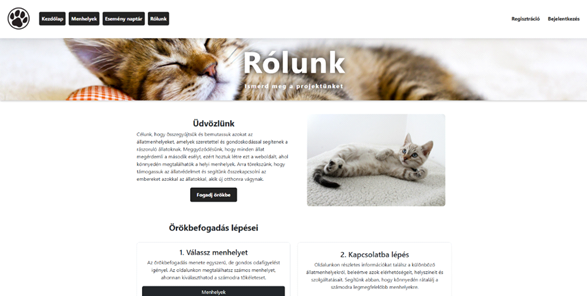 Kezdőlap Menhelyek Esemény naptár Rólunk Regisztráció Bejelentkezés
Rólunk
Ismerd meg a projektünket
Üdvözlünk
Célunk, hogy összegyűjtsük és bemutassuk azokat az
állatmenhelyeket, amelyek szeretettel és gondoskodással segítenek a
rászoruló állatoknak. Meggyőződésünk, hogy minden állat
megérdemli a második esélyt, ezért hoztuk létre ezt a weboldalt, ahol
könnyedén megtalálhatók a helyi menhelyek. Arra törekszünk, hogy
támogassuk az állatvédelmet és segítsünk összekapcsolni az
embereket azokkal az állatokkal, akik új otthonra vágynak.
Fogadj örökbe
Örökbefogadás lépései
1. Válassz menhelyet
Az örökbefogadás menete egyszerű, de gondos odafigyelést
igényel. Az oldalunkon megtalálhatsz számos menhelyet,
ahonnan kiválaszthatod a számodra tökéleteset.
Menhelyek
2. Kapcsolatba lépés
Oldalunkon részletes információkat találsz a különböző
állatmenhelyekről, beleértve azok elérhetőségeit, helyszíneit és
szolgáltatásait. Segítünk abban, hogy könnyedén rátalálj a
számodra legmegfelelőbb menhelyekre.